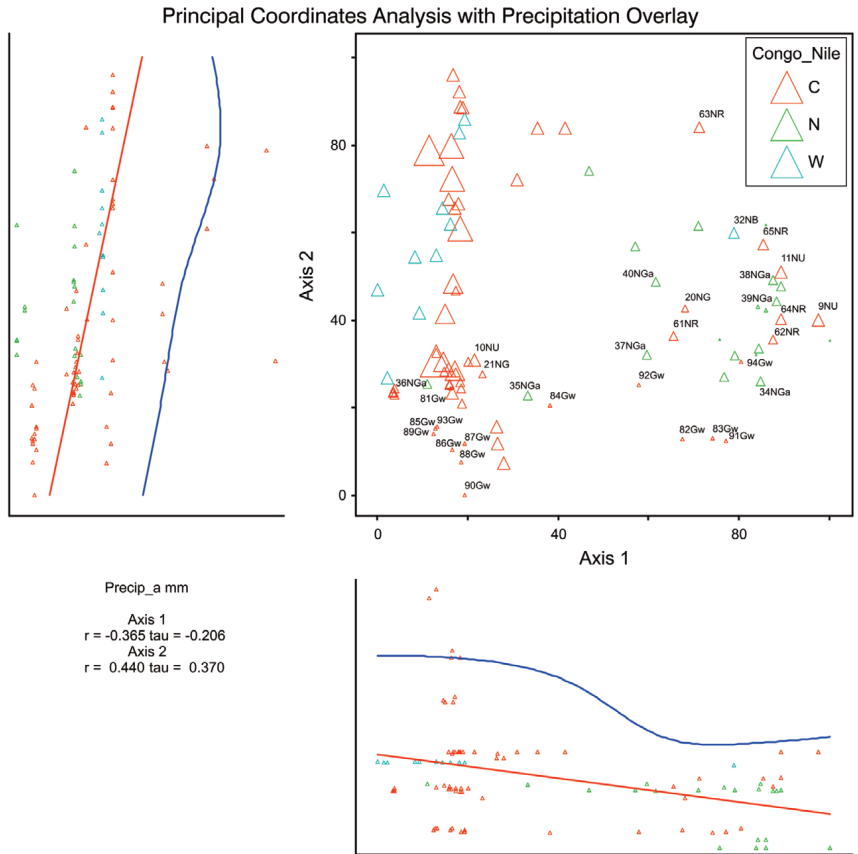 Principal Coordinates Analysis with Precipitation Overlay
Congo_Nile
C
N
W
63NR
80
32NB
65NR
Axis 2
11NU
40NGa
38NGa
39NGa
20NG
64NR
9NU
40
61NR
62NR
37NGa
10NU
21NG
94Gw
92Gw
36NGa
81Gw
35NGa
84Gw
34NGa
85Gw
93Gw
89Gw
86Gw
87Gw
88Gw
82Gw
83Gw
91Gw
90Gw
0
0
40
80
Axis 1
Precip_a mm
Axis 1
r = -0.365 tau = -0.206
Axis 2
r = 0.440 tau = 0.370